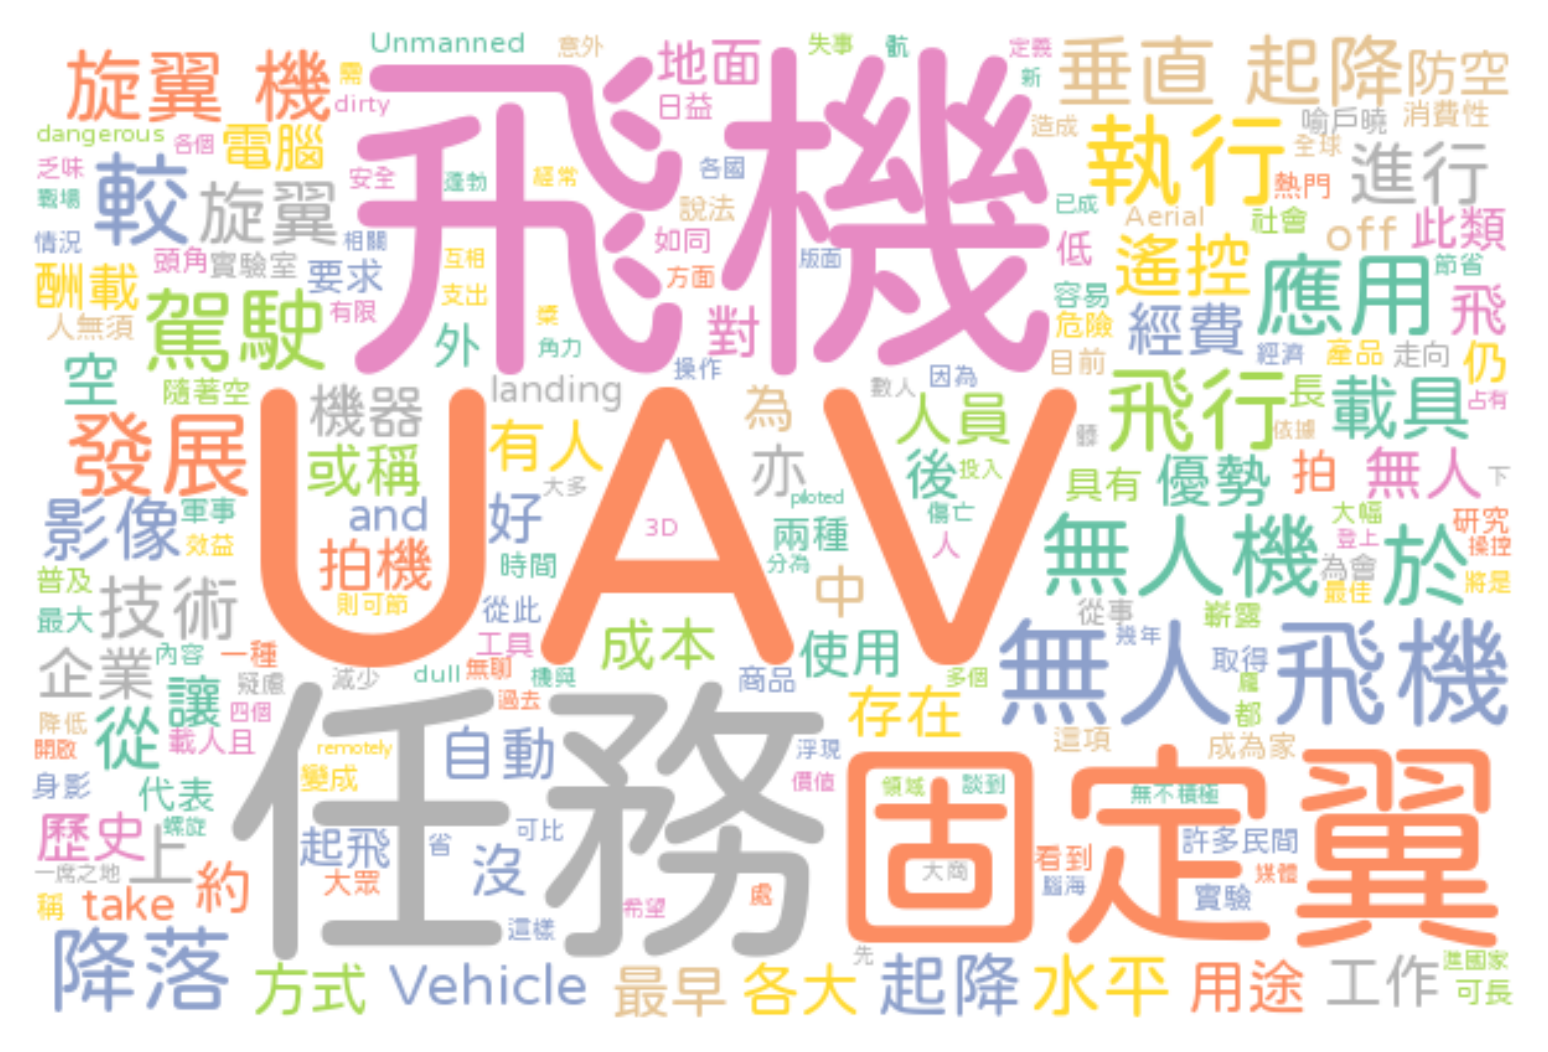 Unmanned 意外 地面 失事 航 定義 垂直 起降 防空
旋翼 機 需 飛機 日益 新
dirty 造成 喻戶曉 消費性
dangerous 各個 電腦 執行 全球 進行
乏味 較 旋翼 安全 蓬勃 經常 各國 熱門
戰場 說法 已成 Aerial 社會 off 此類
情況 相關 如同 低 遙控
酬載 頭角 實驗室 要求 互相 方面 版面 應用 節省
駕駛 有限 支出 容易 飛
人無須 外 槳 角力 對 危險 經費
空 操作 目前 經濟 產品 走向 仍
隨著空 landing 數人 因為 飛行 長 載具 占有
發展 機器 有人 為 人員 依據
或稱 UAV 亦 後 投入 具有 優勢 拍 無人 下
影像 軍事 and 好 大多 piloted 傷亡 大幅 研究
效益 拍機 3D 兩種 人 無人機 登上 操控
普及 技術 時間 分為 為會 於
最大 則可節 從此 中 從事 最佳 將是
企業 內容 一種 工具 成本 使用 嶄露
讓 疑慮 減少 dull 無聊 機與 商品 多個 無人飛機 幾年 取得
降低 從 四個 過去 存在 都
開啟 載人且 remotely 自動 任務 浮現 這項 成為家
身影 代表 變成 價值 固定翼 領域 談到 無不積極
歷史 螺旋 起飛 省 可比 許多民間
一席之地 上 大眾 沒 大商 看到 媒體
稱 take 約 希望 處 腦海 實驗
降落 這樣 先
方式 Vehicle 最早 各大 起降 水平 用途 工作 進國家
可長